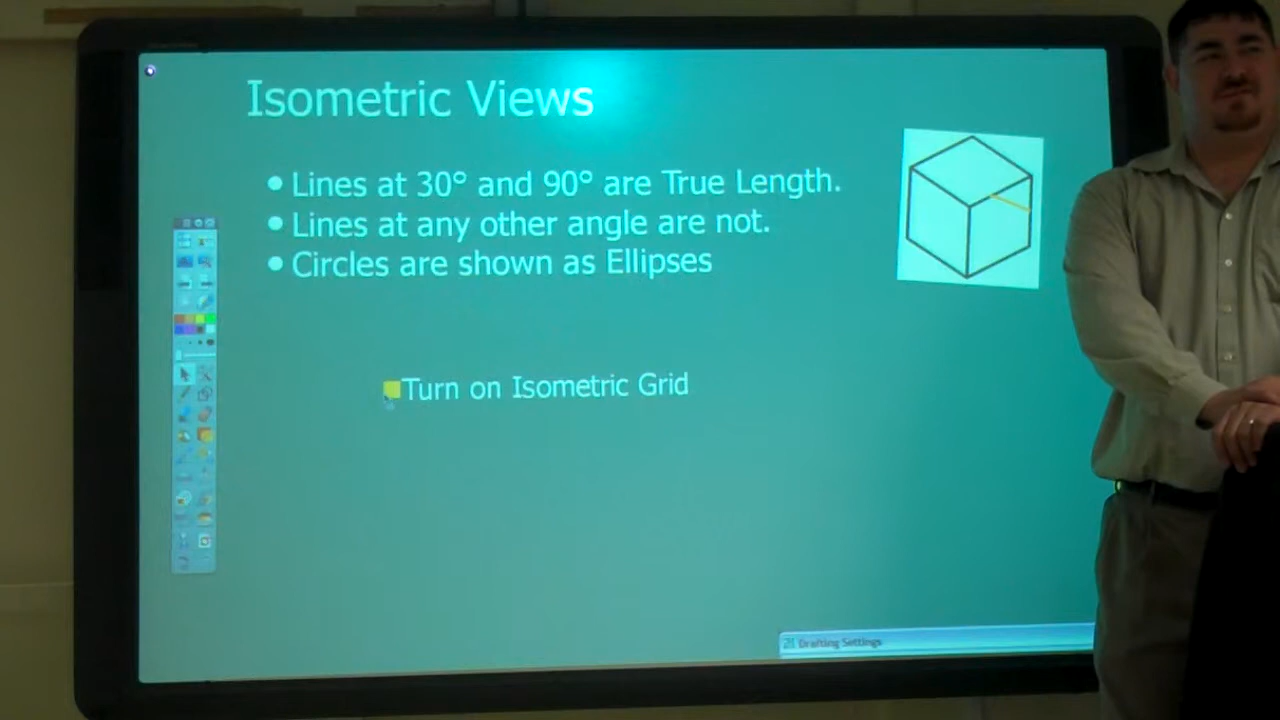 Isometric Views
• Lines at 30° and 90° are True Length.
• Lines at any other angle are not.
• Circles are shown as Ellipses
Turn on Isometric Grid
Drafting Settings